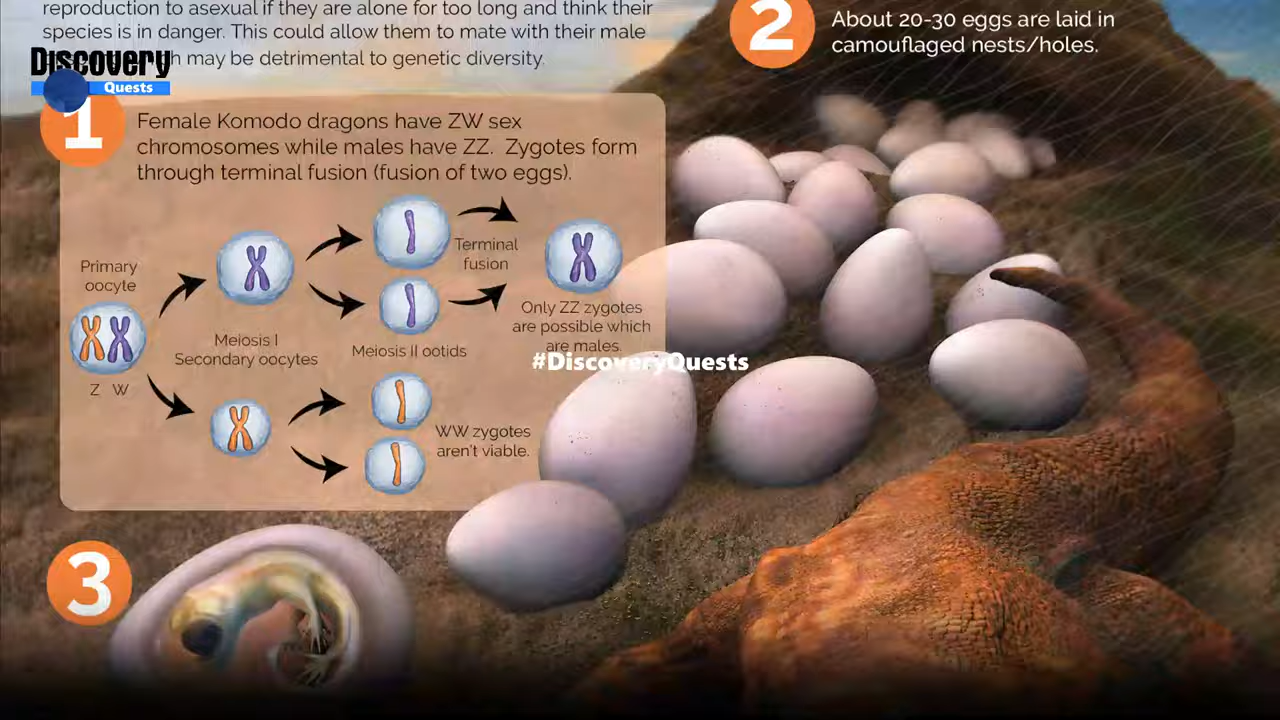 reproduction to asexual if they are alone for too long and think their
species is in danger. This could allow them to mate with their male
may be detrimental to genetic diversity.
Discovery
Quests
1
Female Komodo dragons have ZW sex
chromosomes while males have ZZ. Zygotes form
through terminal fusion (fusion of two eggs).
Primary
oocyte
Z W
Meiosis I
Secondary oocytes
Meiosis II ootids
Terminal
fusion
Only ZZ zygotes
are possible which
are males.
WW zygotes
aren't viable.
#DiscoveryQuests
2
About 20-30 eggs are laid in
camouflaged nests/holes.
3